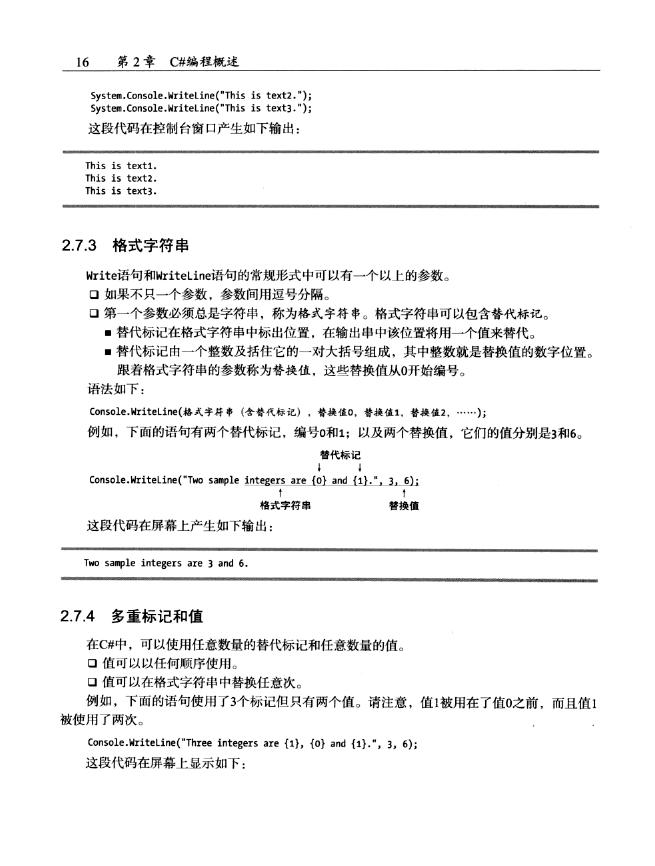 16 第2章 C#编程概述
System.Console.WriteLine("This is text2.");
System.Console.WriteLine("This is text3.");
这段代码在控制台窗口产生如下输出：
This is text1.
This is text2.
This is text3.
2.7.3 格式字符串
Write语句和WriteLine语句的常规形式中可以有一个以上的参数。
❑ 如果不只一个参数，参数间用逗号分隔。
❑ 第一个参数必须总是字符串，称为格式字符串。格式字符串可以包含替代标记。
■ 替代标记在格式字符串中标出位置，在输出串中该位置将用一个值来替代。
■ 替代标记由一个整数及括住它的一对大括号组成，其中整数就是替换值的数字位置。
跟着格式字符串的参数称为替换值，这些替换值从0开始编号。
语法如下：
Console.WriteLine(格式字符串（含替代标记），替换值0，替换值1，替换值2，……);
例如，下面的语句有两个替代标记，编号0和1；以及两个替换值，它们的值分别是3和6。
替代标记
↓ ↓
Console.WriteLine("Two sample integers are {0} and {1}.", 3, 6);
↑ ↑
格式字符串 替换值
这段代码在屏幕上产生如下输出：
Two sample integers are 3 and 6.
2.7.4 多重标记和值
在C#中，可以使用任意数量的替代标记和任意数量的值。
❑ 值可以以任何顺序使用。
❑ 值可以在格式字符串中替换任意次。
例如，下面的语句使用了3个标记但只有两个值。请注意，值1被用在了值0之前，而且值1
被使用了两次。
Console.WriteLine("Three integers are {1}, {0} and {1}.", 3, 6);
这段代码在屏幕上显示如下：